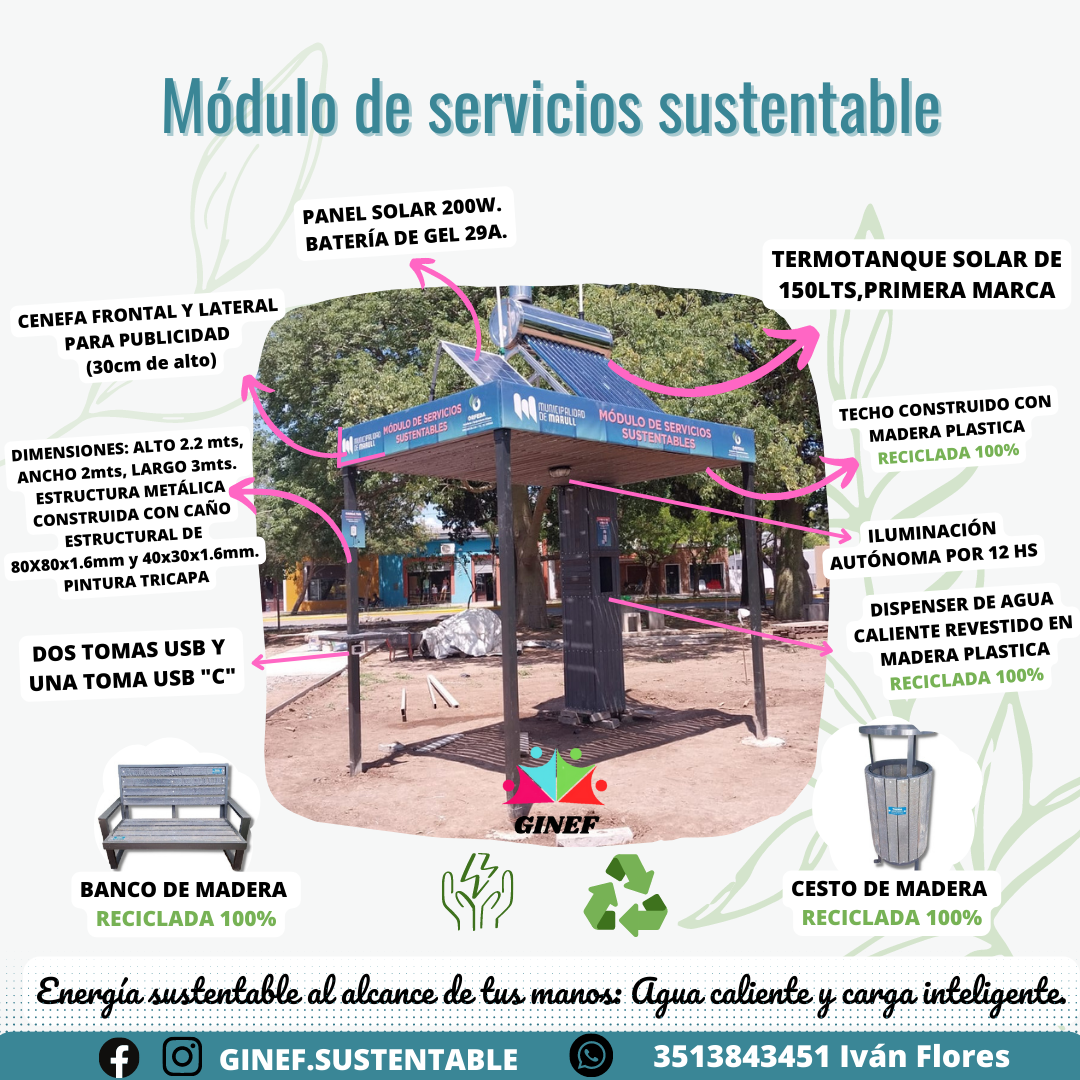 Módulo de servicios sustentable
PANEL SOLAR 200W.
BATERÍA DE GEL 29A.
TERMOTANQUE SOLAR DE
150LTS,PRIMERA MARCA
CENEFA FRONTAL Y LATERAL
PARA PUBLICIDAD
(30cm de alto)
MUNICIPALIDAD
DE MARULL
MÓDULO DE SERVICIOS
SUSTENTABLES
MUNICIPALIDAD
DE MARULL
MÓDULO DE SERVICIOS
SUSTENTABLES
TECHO CONSTRUIDO CON
MADERA PLASTICA
RECICLADA 100%
DIMENSIONES: ALTO 2.2 mts,
ANCHO 2mts, LARGO 3mts.
ESTRUCTURA METÁLICA
CONSTRUIDA CON CAÑO
ESTRUCTURAL DE
80X80x1.6mm y 40x30x1.6mm.
PINTURA TRICAPA
ILUMINACIÓN
AUTÓNOMA POR 12 HS
DISPENSER DE AGUA
CALIENTE REVESTIDO EN
MADERA PLASTICA
RECICLADA 100%
DOS TOMAS USB Y
UNA TOMA USB "C"
GINEF
BANCO DE MADERA
RECICLADA 100%
CESTO DE MADERA
RECICLADA 100%
Energía sustentable al alcance de tus manos: Agua caliente y carga inteligente.
GINEF.SUSTENTABLE
3513843451 Iván Flores